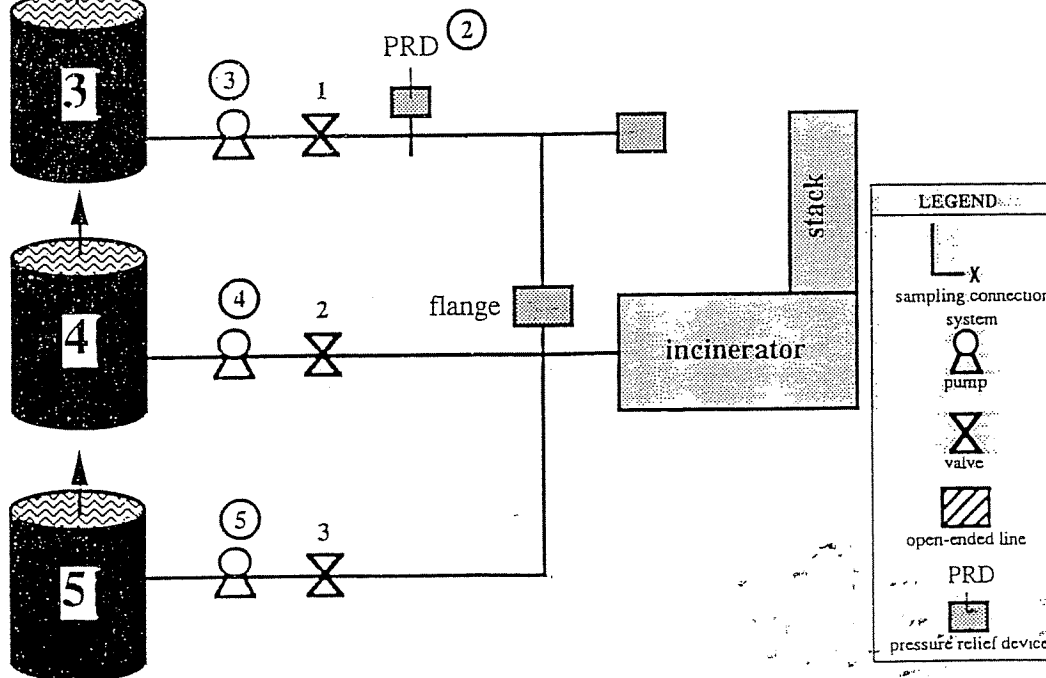 PRD 2
3
3
1
stack
LEGEND
X
sampling connection
system
pump
valve
open-ended line
PRD
pressure relief device
4
4
2
flange
incinerator
5
5
3